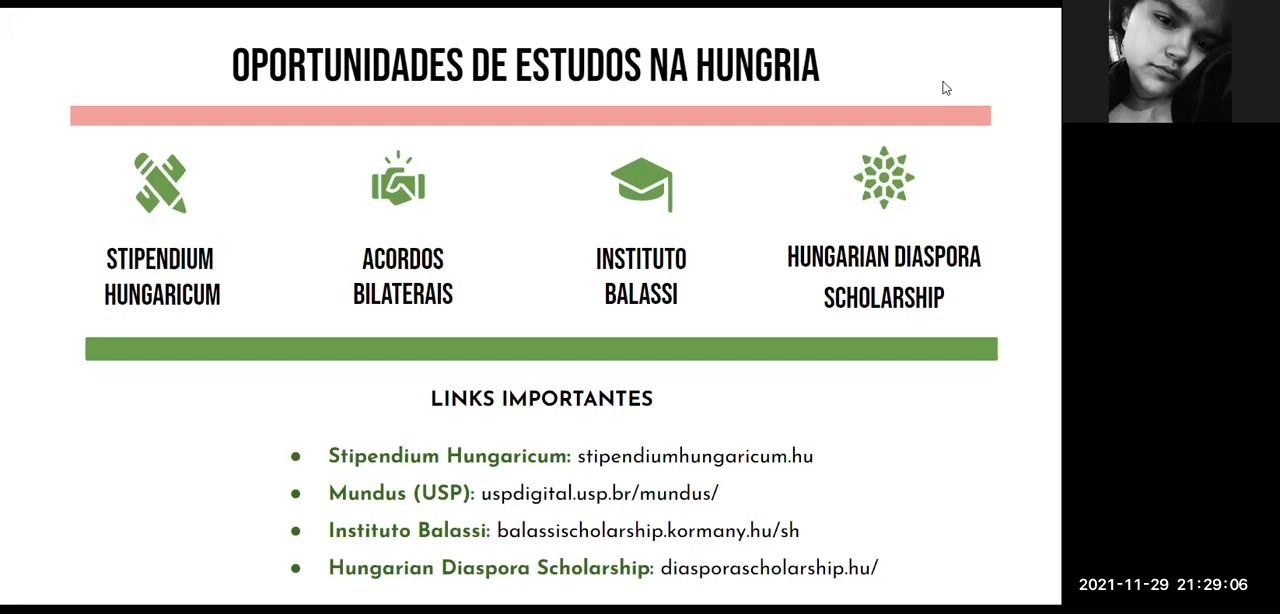 OPORTUNIDADES DE ESTUDOS NA HUNGRIA
STIPENDIUM
HUNGARICUM
ACORDOS
BILATERAIS
INSTITUTO
BALASSI
HUNGARIAN DIASPORA
SCHOLARSHIP
LINKS IMPORTANTES
● Stipendium Hungaricum: stipendiumhungaricum.hu
● Mundus (USP): uspdigital.usp.br/mundus/
● Instituto Balassi: balassischolarship.kormany.hu/sh
● Hungarian Diaspora Scholarship: diasporascholarship.hu/
2021-11-29 21:29:06